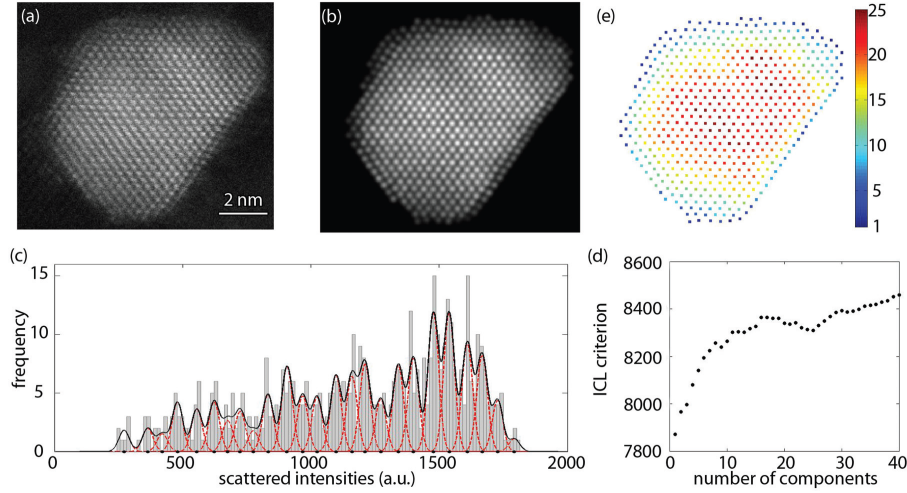 (a)
2 nm
(b)
(e)
25
20
15
10
5
1
(c)
15
10
5
0
frequency
0
500
1000
1500
2000
scattered intensities (a.u.)
(d)
8600
8400
8200
8000
7800
ICL criterion
0
10
20
30
40
number of components